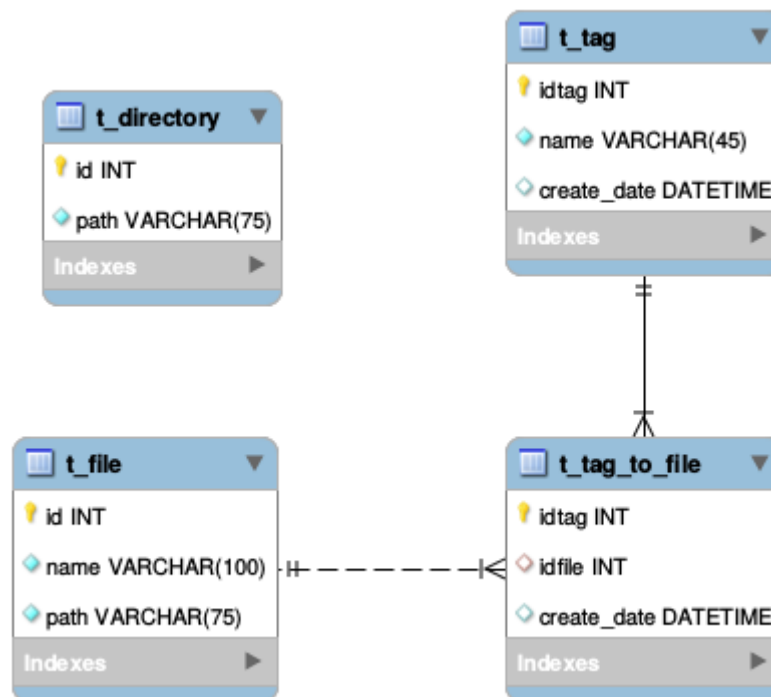 t_directory
id INT
path VARCHAR(75)
Indexes
t_tag
idtag INT
name VARCHAR(45)
create_date DATETIME
Indexes
t_file
id INT
name VARCHAR(100)
path VARCHAR(75)
Indexes
t_tag_to_file
idtag INT
idfile INT
create_date DATETIME
Indexes